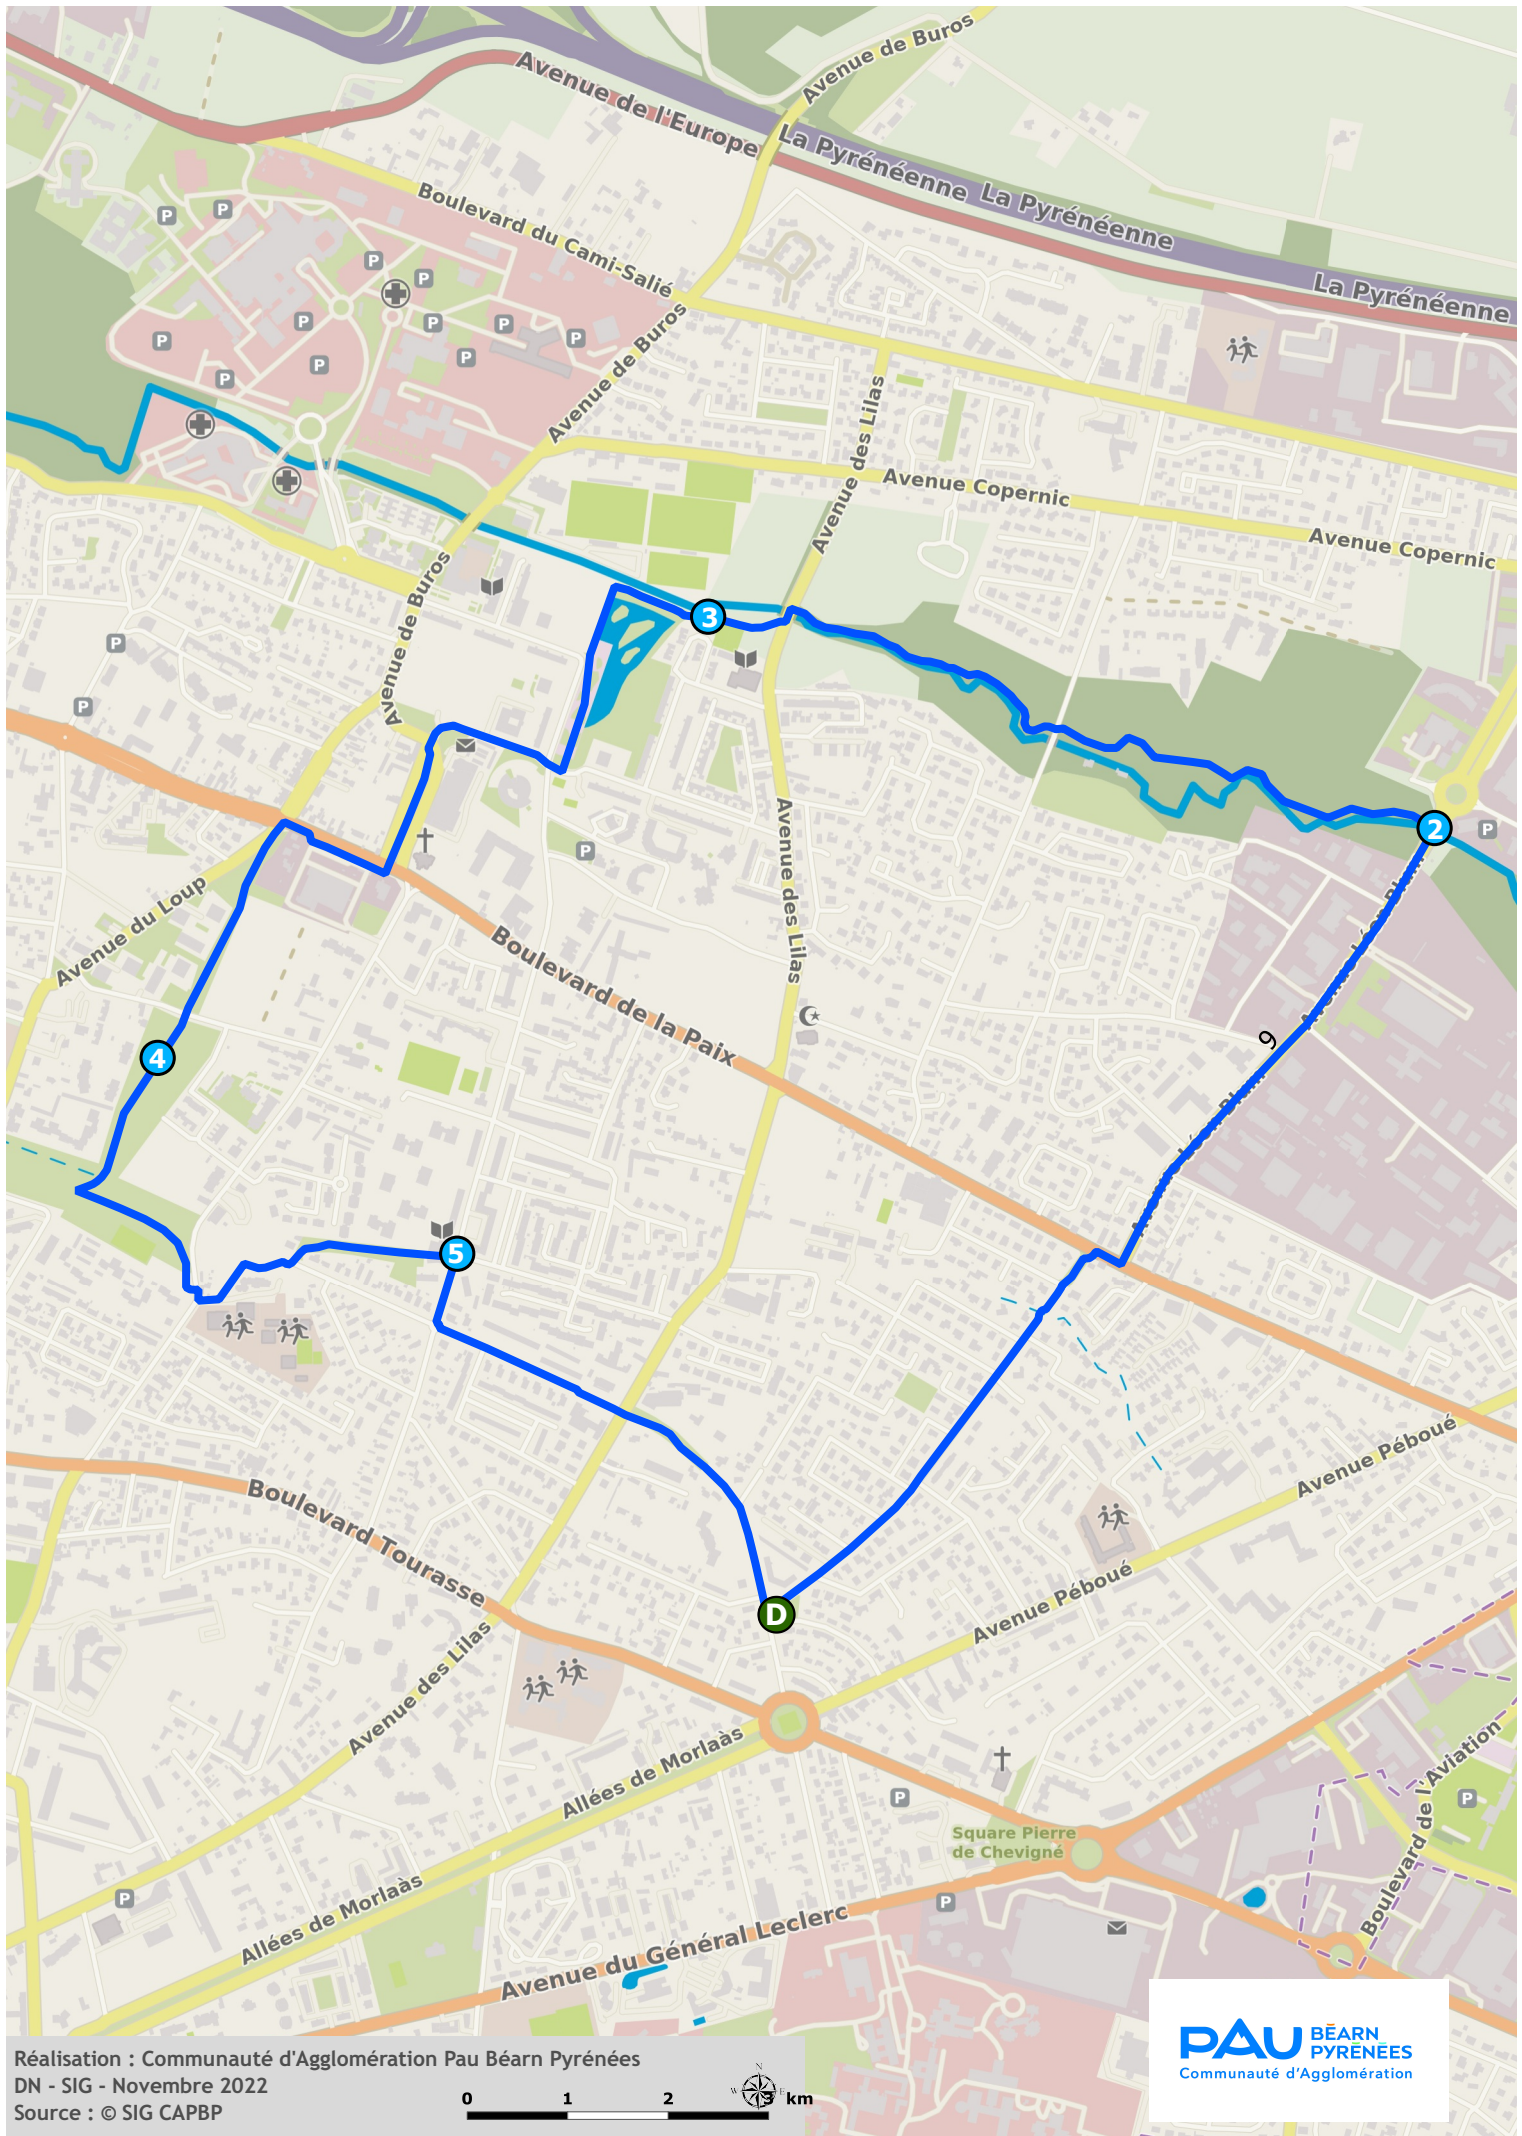 Avenue de Buros
Avenue de l'Europe
La Pyrénéenne
La Pyrénéenne
La Pyrénéenne
Boulevard du Cami-Salié
P
P
P
P
P
P
P
P
P
P
P
P
Avenue de Buros
Avenue des Lilas
Avenue Copernic
Avenue Copernic
Avenue de Buros
3
P
P
2
P
P
Avenue des Lilas
Avenue du Loup
Boulevard de la Paix
9
4
5
Avenue Péboué
Boulevard Tourasse
Avenue Péboué
D
Avenue des Lilas
Allées de Morlaàs
P
P
Square Pierre
de Chevigné
Boulevard de l'Aviation
P
P
Allées de Morlaàs
Avenue du Général Leclerc
PAU BÉARN
PYRÉNÉES
Communauté d'Agglomération
Réalisation : Communauté d'Agglomération Pau Béarn Pyrénées
DN - SIG - Novembre 2022
Source : © SIG CAPBP
N
W
E
0 1 2 3 km